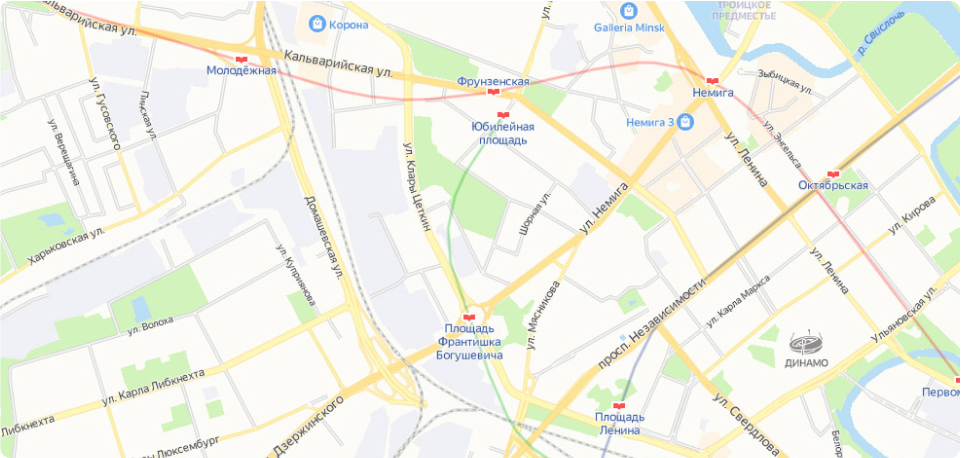 Кальварийская ул.
Корона
Galleria Minsk
ТРОИЦКОЕ
ПРЕДМЕСТЬЕ
р. Свислочь
ул.
Кальварийская ул.
Молодёжная
Фрунзенская
Немига
Зыбицкая ул.
ул. Гусовского
Пинская ул.
ул. Верещагина
Юбилейная
площадь
Немига 3
ул. Энгельса
ул. Ленина
Октябрьская
ул. Клары Цеткин
Шорная ул.
ул. Немига
ул. Кирова
Харьковская ул.
Домашевская ул.
ул. Куприянова
ул. Ленина
ул. Карла Маркса
Ульяновская ул.
ул. Мясникова
просп. Независимости
ул. Волоха
Площадь
Франтишка
Богушевича
ДИНАМО
ул. Карла Либкнехта
Либкнехта
Первом
Площадь
Ленина
ул. Свердлова
Дзержинского
ы Люксембург
Белор